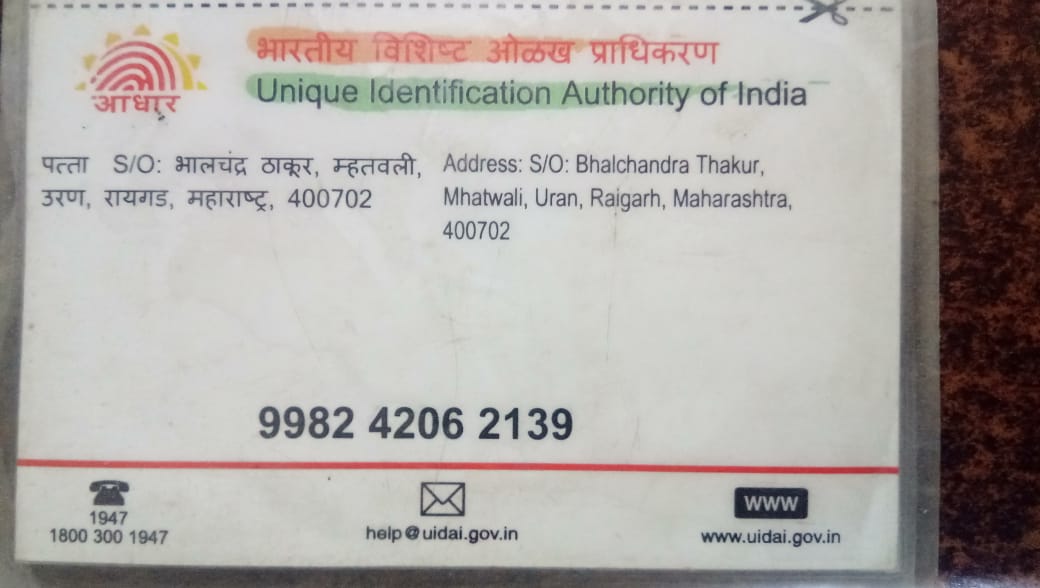 भारतीय विशिष्ट ओळख प्राधिकरण
Unique Identification Authority of India
आधार
पत्ता S/O: भालचंद्र ठाकूर, म्हतवली,
उरण, रायगड, महाराष्ट्र, 400702
Address: S/O: Bhalchandra Thakur,
Mhatwali, Uran, Raigarh, Maharashtra,
400702
9982 4206 2139
1947
1800 300 1947
help@uidai.gov.in
www
www.uidai.gov.in